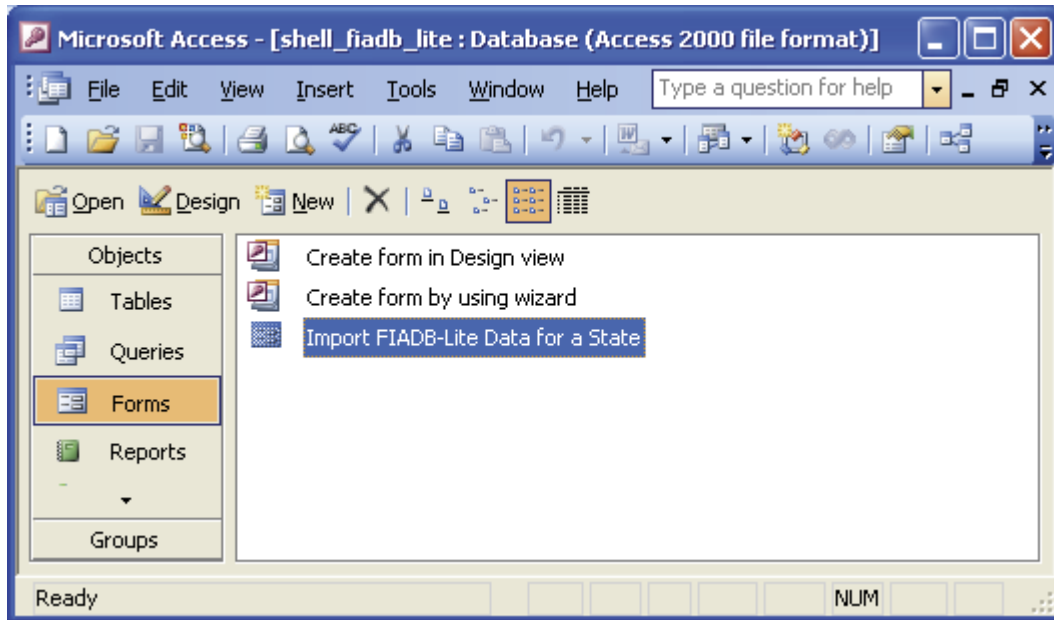 Microsoft Access - [shell_fiadb_lite : Database (Access 2000 file format)]
File Edit View Insert Tools Window Help Type a question for help
ABC
W
Open Design New
Objects
Create form in Design view
Tables
Create form by using wizard
Import FIADB-Lite Data for a State
Queries
Forms
Reports
Groups
Ready NUM